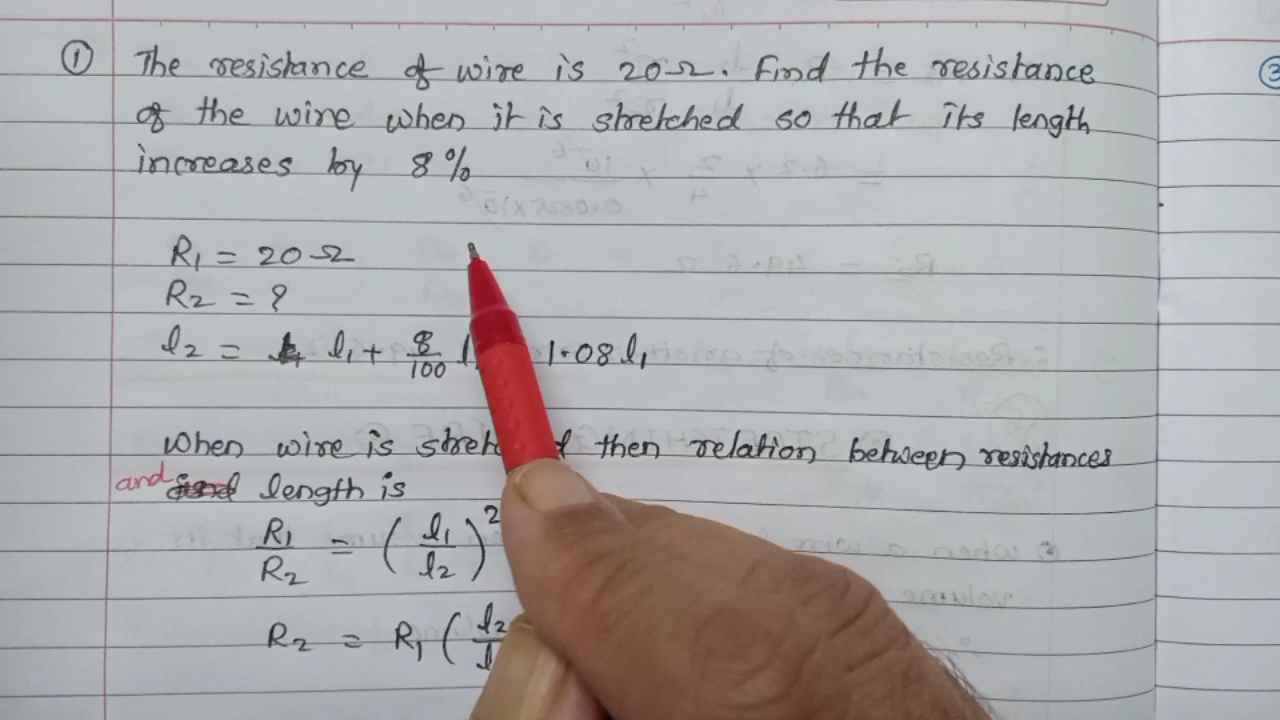 ① The resistance of wire is 20Ω. Find the resistance
of the wire when it is stretched so that its length
increases by 8%
R1 = 20Ω
R2 = ?
l2 = l1 + 8/100 l 1.08 l1
When wire is then relation between resistances
and length is
R1/R2 = (l1/l2)²
R2 = R1 (l2
③